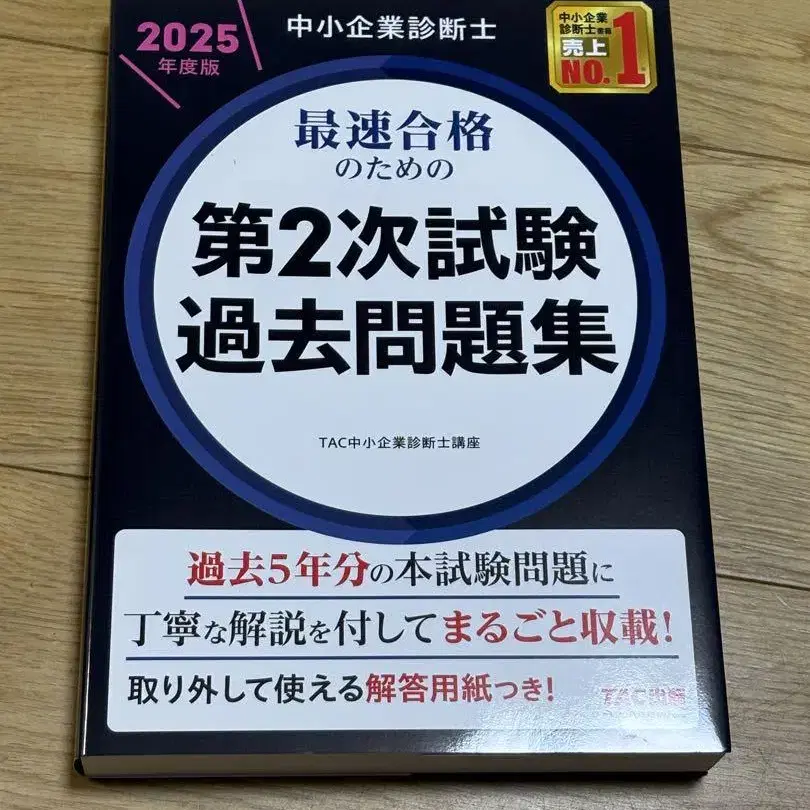 2025
年度版
中小企業診断士
中小企業
診断士書籍
売上
NO.1
最速合格
のための
第2次試験
過去問題集
TAC中小企業診断士講座
過去5年分の本試験問題に
丁寧な解説を付してまるごと収載!
取り外して使える解答用紙つき!
TAC出版